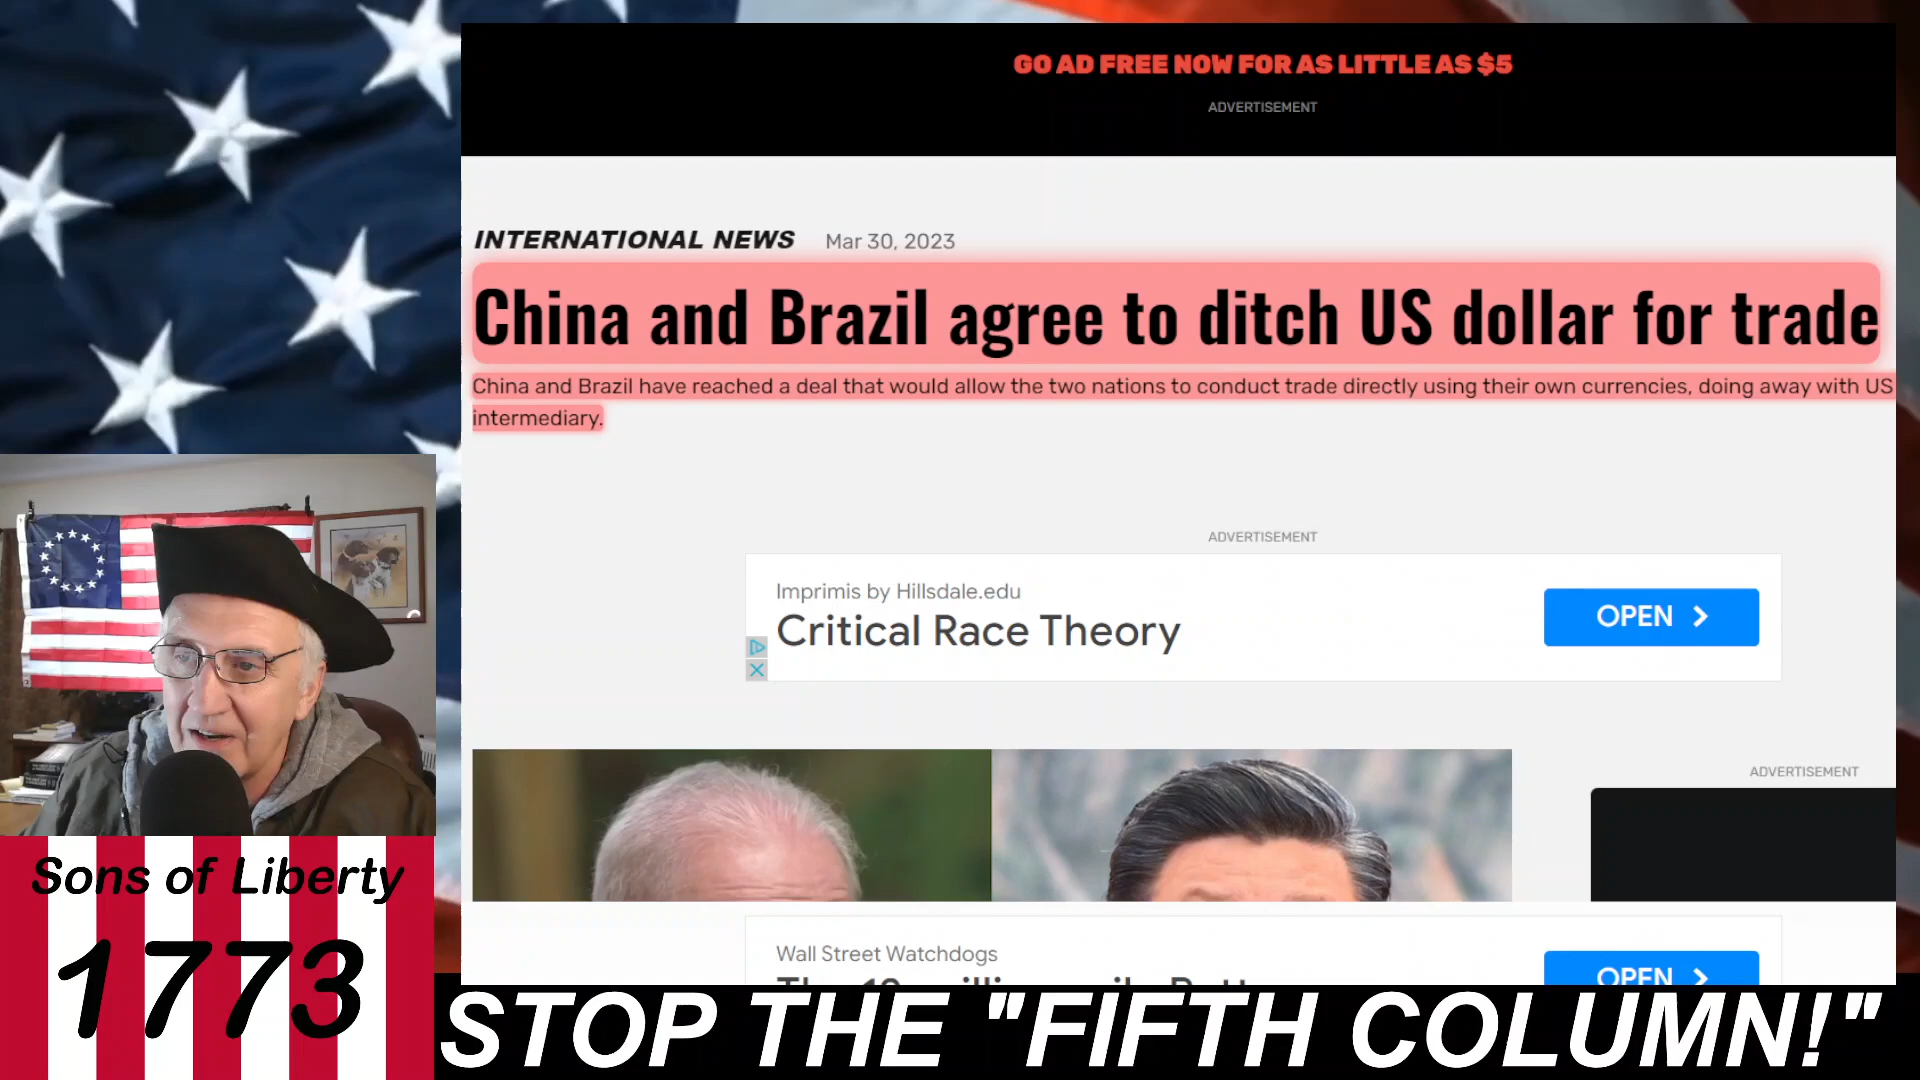 GO AD FREE NOW FOR AS LITTLE AS $5
ADVERTISEMENT
INTERNATIONAL NEWS Mar 30, 2023
China and Brazil agree to ditch US dollar for trade
China and Brazil have reached a deal that would allow the two nations to conduct trade directly using their own currencies, doing away with US
intermediary.
ADVERTISEMENT
Imprimis by Hillsdale.edu
Critical Race Theory
OPEN
ADVERTISEMENT
Wall Street Watchdogs
OPEN
Sons of Liberty
1773
STOP THE "FIFTH COLUMN!"